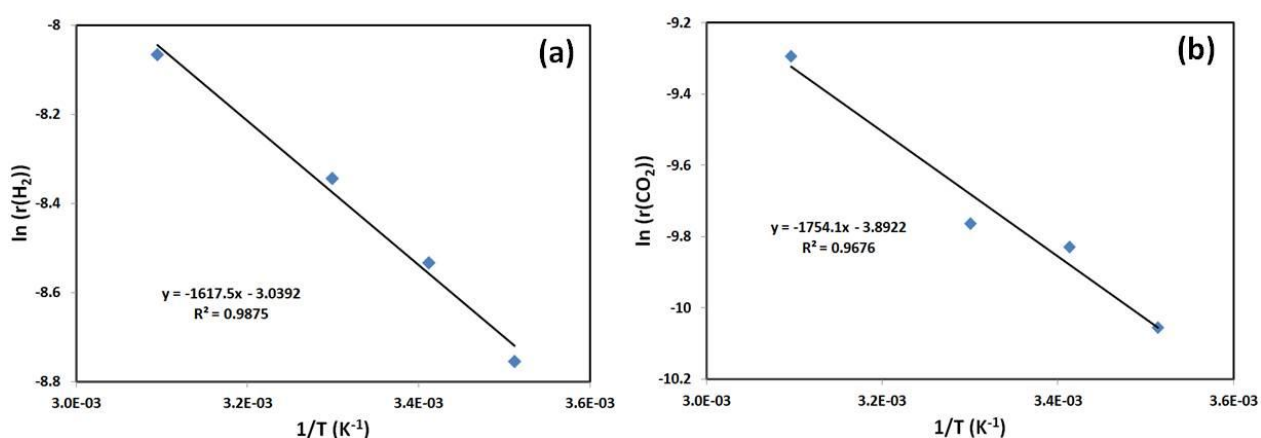 (a)
-8
-8.2
-8.4
-8.6
-8.8
ln (r(H₂))
y = -1617.5x - 3.0392
R² = 0.9875
3.0E-03 3.2E-03 3.4E-03 3.6E-03
1/T (K⁻¹)
(b)
-9.2
-9.4
-9.6
-9.8
-10
-10.2
ln (r(CO₂))
y = -1754.1x - 3.8922
R² = 0.9676
3.0E-03 3.2E-03 3.4E-03 3.6E-03
1/T (K⁻¹)